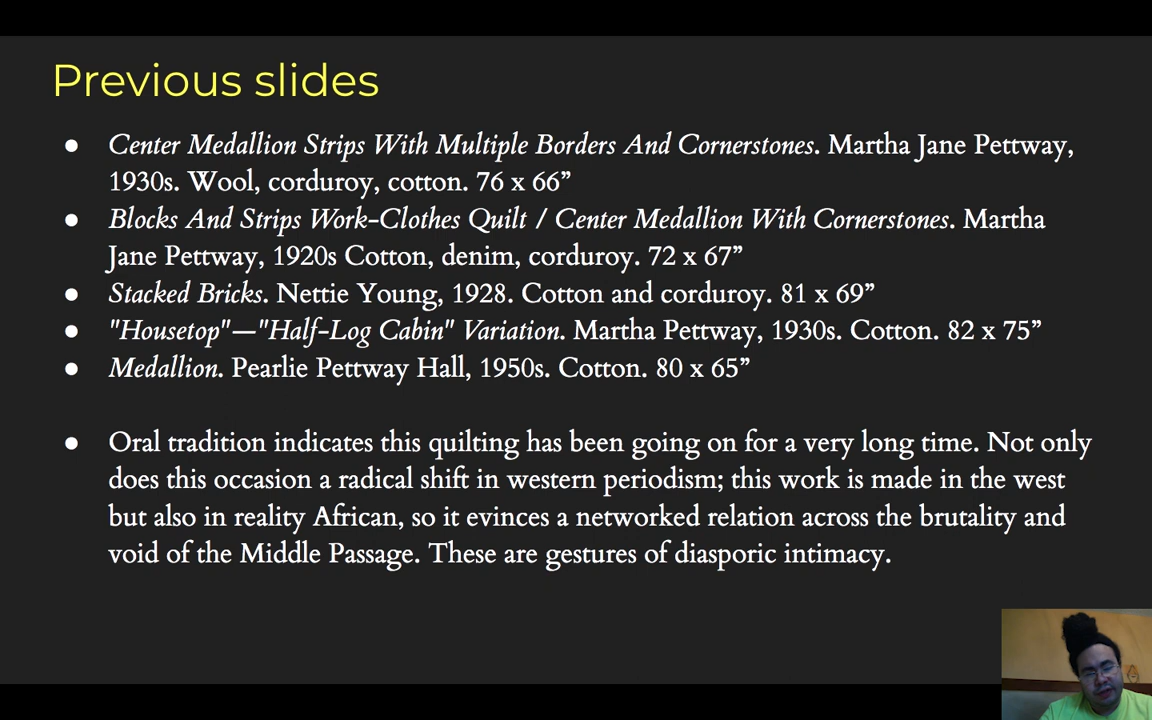 Previous slides
● Center Medallion Strips With Multiple Borders And Cornerstones. Martha Jane Pettway,
1930s. Wool, corduroy, cotton. 76 x 66”
● Blocks And Strips Work-Clothes Quilt / Center Medallion With Cornerstones. Martha
Jane Pettway, 1920s Cotton, denim, corduroy. 72 x 67”
● Stacked Bricks. Nettie Young, 1928. Cotton and corduroy. 81 x 69”
● "Housetop"—"Half-Log Cabin" Variation. Martha Pettway, 1930s. Cotton. 82 x 75”
● Medallion. Pearlie Pettway Hall, 1950s. Cotton. 80 x 65”
● Oral tradition indicates this quilting has been going on for a very long time. Not only
does this occasion a radical shift in western periodism; this work is made in the west
but also in reality African, so it evinces a networked relation across the brutality and
void of the Middle Passage. These are gestures of diasporic intimacy.